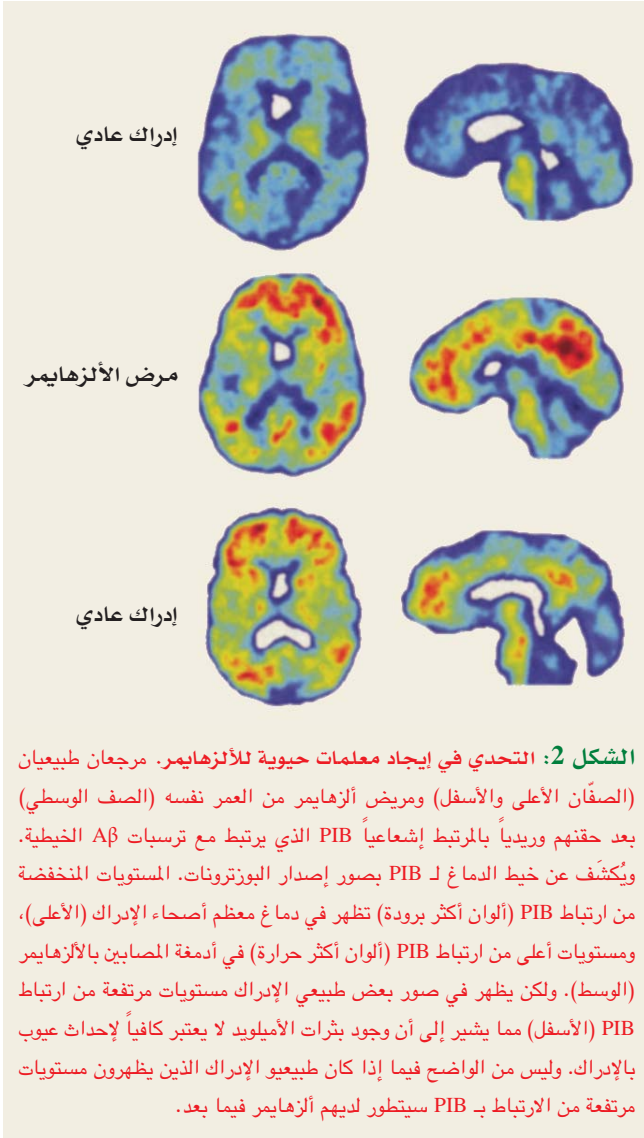 إدراك عادي
مرض الألزهايمر
إدراك عادي
الشكل 2: التحدي في إيجاد معلمات حيوية للألزهايمر. مرجعان طبيعيان
(الصفّان الأعلى والأسفل) ومريض ألزهايمر من العمر نفسه (الصف الوسطي)
بعد حقنهم وريدياً بالمرتبط إشعاعياً PIB الذي يرتبط مع ترسبات Aβ الخيطية.
ويُكشَف عن خيط الدماغ لـ PIB بصور إصدار البوزترونات. المستويات المنخفضة
من ارتباط PIB (ألوان أكثر برودة) تظهر في دماغ معظم أصحاء الإدراك (الأعلى)،
ومستويات أعلى من ارتباط PIB (ألوان أكثر حرارة) في أدمغة المصابين بالألزهايمر
(الوسط). ولكن يظهر في صور بعض طبيعي الإدراك مستويات مرتفعة من ارتباط
PIB (الأسفل) مما يشير إلى أن وجود بثرات الأميلويد لا يعتبر كافياً لإحداث عيوب
بالإدراك. وليس من الواضح فيما إذا كان طبيعيو الإدراك الذين يظهرون مستويات
مرتفعة من الارتباط بـ PIB سيتطور لديهم ألزهايمر فيما بعد.